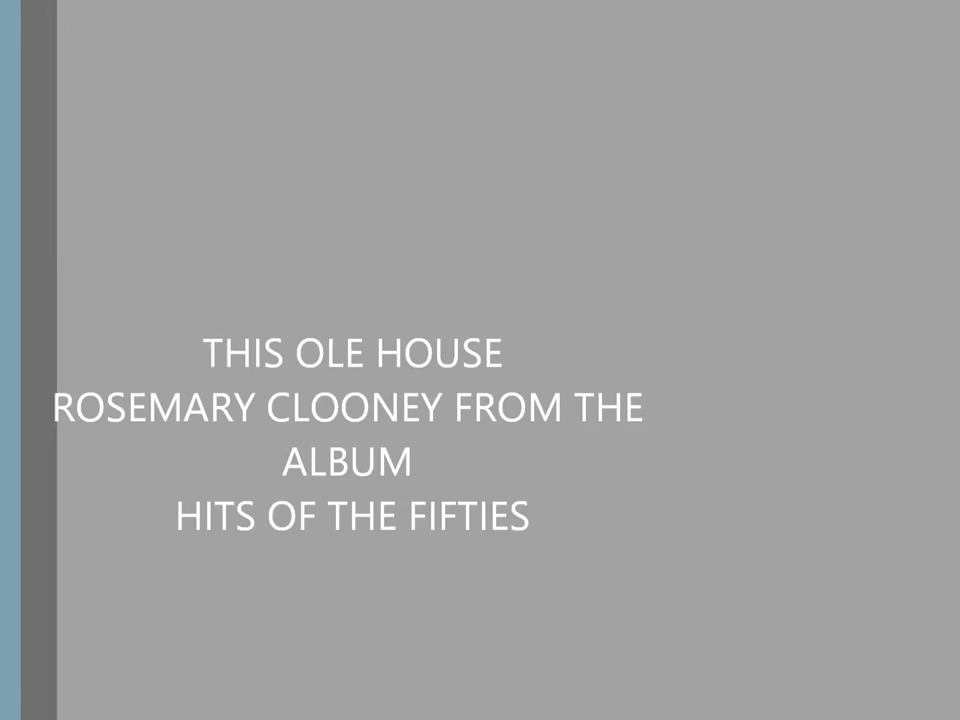 THIS OLE HOUSE
ROSEMARY CLOONEY FROM THE
ALBUM
HITS OF THE FIFTIES